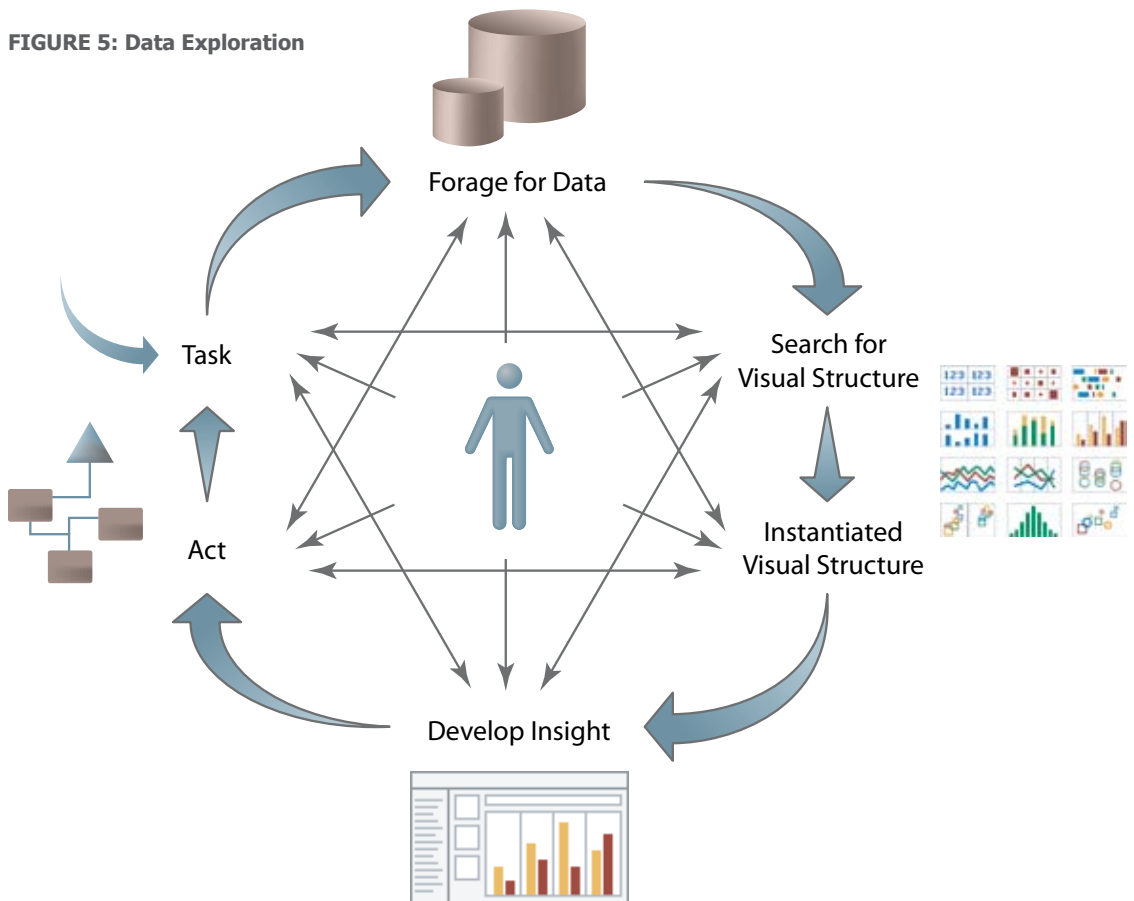 FIGURE 5: Data Exploration
Forage for Data
Task
Search for
Visual Structure
123 123
123 123
Act
Instantiated
Visual Structure
Develop Insight